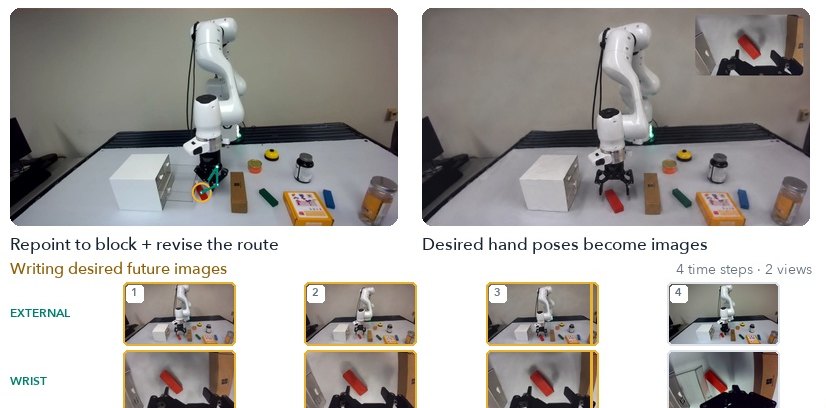 Repoint to block + revise the route
Desired hand poses become images
Writing desired future images
4 time steps · 2 views
1
2
3
4
EXTERNAL
WRIST